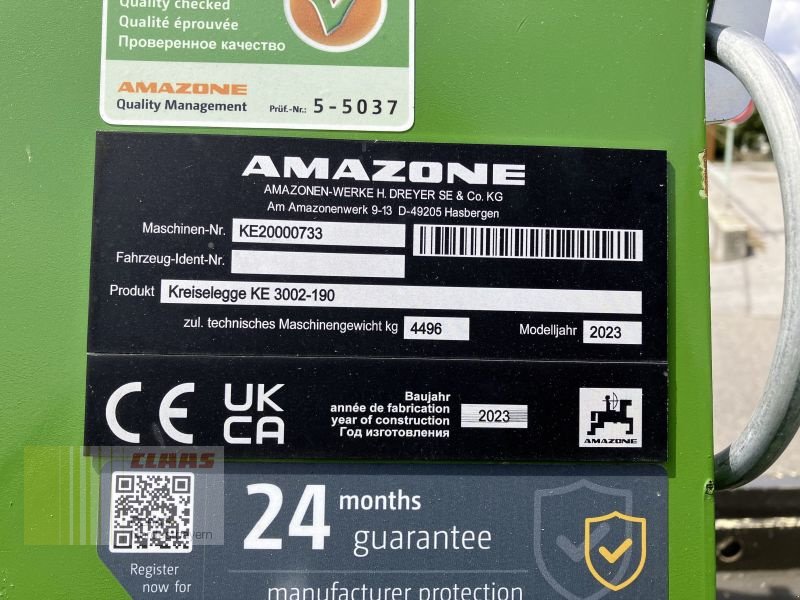 Quality checked
Qualité éprouvée
Проверенное качество
AMAZONE
Quality Management Prüf.-Nr.: 5-5037
AMAZONE
AMAZONEN-WERKE H. DREYER SE & Co. KG
Am Amazonenwerk 9-13 D-49205 Hasbergen
Maschinen-Nr. KE20000733
Fahrzeug-Ident-Nr.
Produkt Kreiselegge KE 3002-190
zul. technisches Maschinengewicht kg 4496 Modelljahr 2023
CE UK CA
Baujahr
année de fabrication
year of construction
Год изготовления
2023
AMAZONE
CLAAS
24 months
guarantee
Register
now for
manufacturer protection